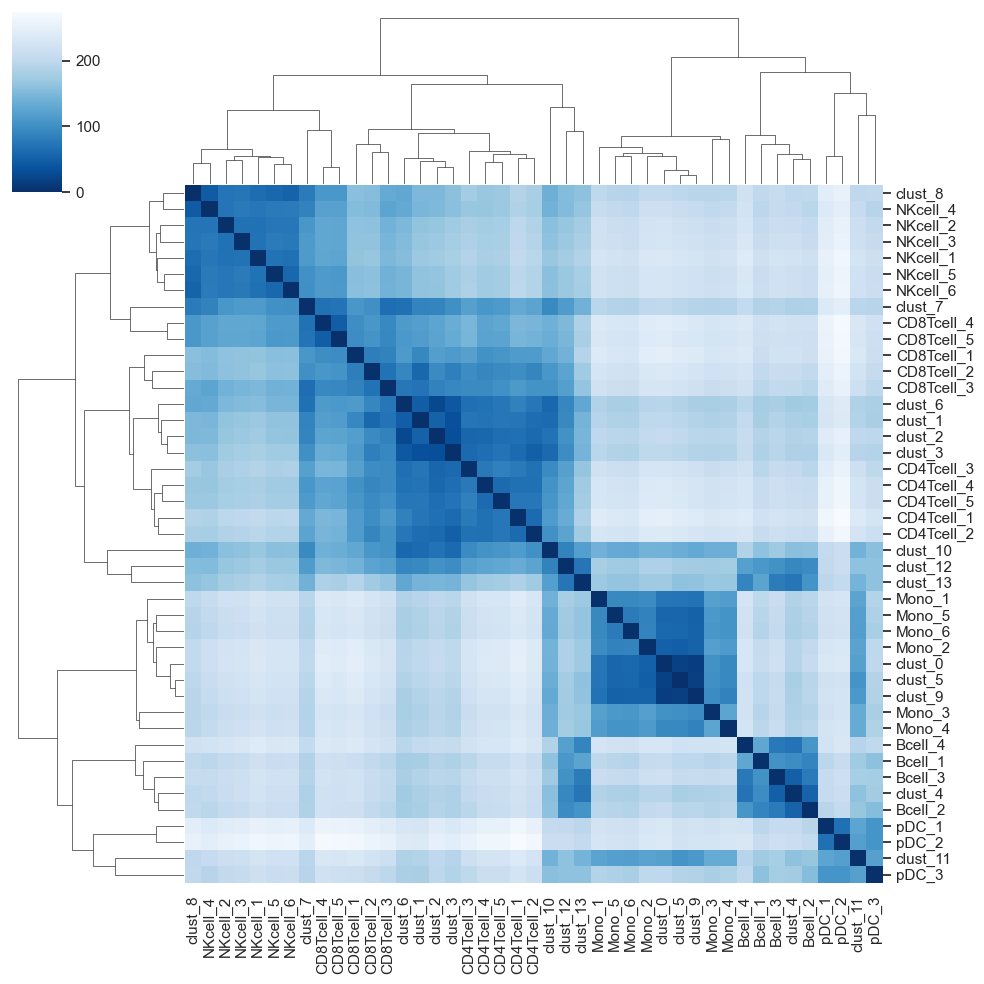 200
100
0
clust_8
NKcell_4
NKcell_2
NKcell_3
NKcell_1
NKcell_5
NKcell_6
clust_7
CD8Tcell_4
CD8Tcell_5
CD8Tcell_1
CD8Tcell_2
CD8Tcell_3
clust_6
clust_1
clust_2
clust_3
CD4Tcell_3
CD4Tcell_4
CD4Tcell_5
CD4Tcell_1
CD4Tcell_2
clust_10
clust_12
clust_13
Mono_1
Mono_5
Mono_6
Mono_2
clust_0
clust_5
clust_9
Mono_3
Mono_4
Bcell_4
Bcell_1
Bcell_3
clust_4
Bcell_2
pDC_1
pDC_2
clust_11
pDC_3
clust_8
NKcell_4
NKcell_2
NKcell_3
NKcell_1
NKcell_5
NKcell_6
clust_7
CD8Tcell_4
CD8Tcell_5
CD8Tcell_1
CD8Tcell_2
CD8Tcell_3
clust_6
clust_1
clust_2
clust_3
CD4Tcell_3
CD4Tcell_4
CD4Tcell_5
CD4Tcell_1
CD4Tcell_2
clust_10
clust_12
clust_13
Mono_1
Mono_5
Mono_6
Mono_2
clust_0
clust_5
clust_9
Mono_3
Mono_4
Bcell_4
Bcell_1
Bcell_3
clust_4
Bcell_2
pDC_1
pDC_2
clust_11
pDC_3